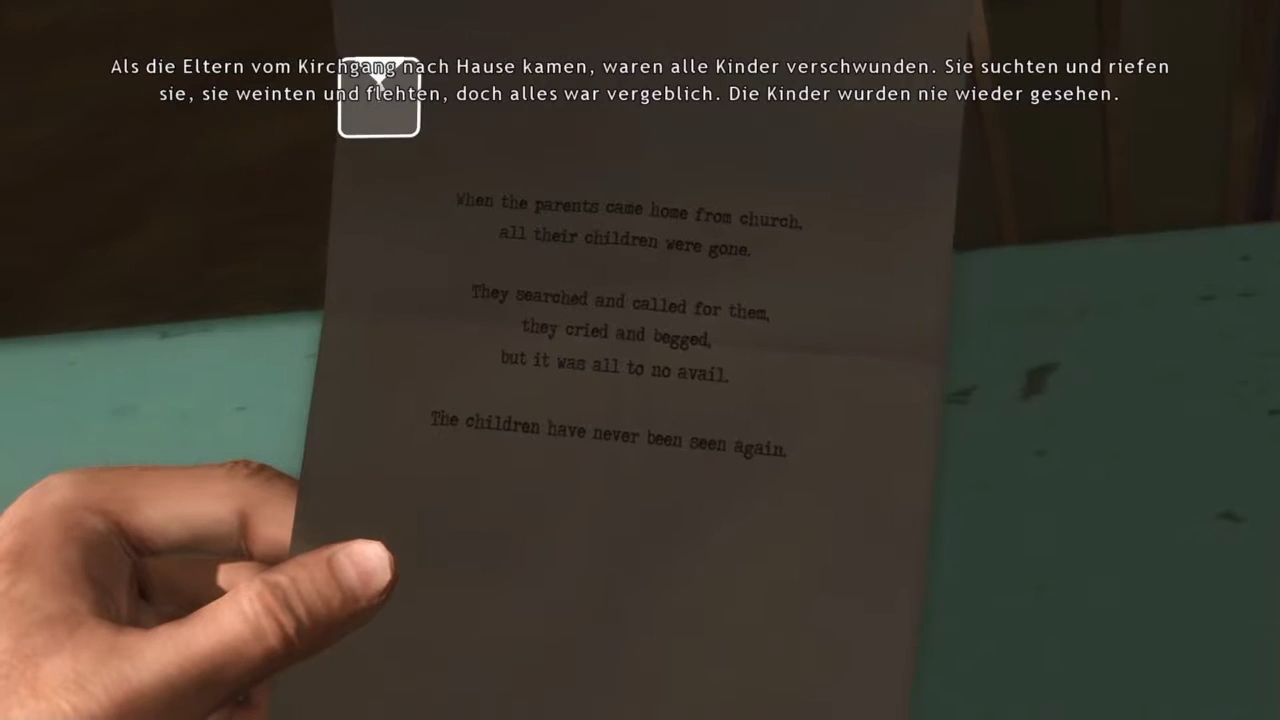 Als die Eltern vom Kirchgang nach Hause kamen, waren alle Kinder verschwunden. Sie suchten und riefen
sie, sie weinten und flehten, doch alles war vergeblich. Die Kinder wurden nie wieder gesehen.
When the parents came home from church,
all their children were gone.
They searched and called for them,
they cried and begged,
but it was all to no avail.
The children have never been seen again.